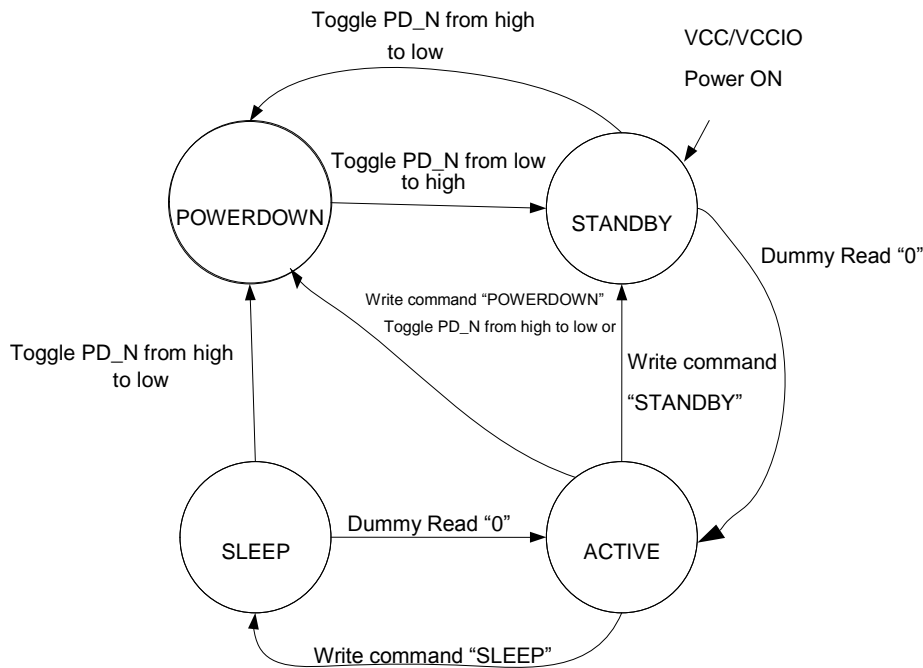 Toggle PD_N from high
to low
VCC/VCCIO
Power ON
Toggle PD_N from low
to high
POWERDOWN
STANDBY
Dummy Read “0”
Write command “POWERDOWN”
Toggle PD_N from high to low or
Toggle PD_N from high
to low
Write command
“STANDBY”
Dummy Read “0”
SLEEP
ACTIVE
Write command “SLEEP”